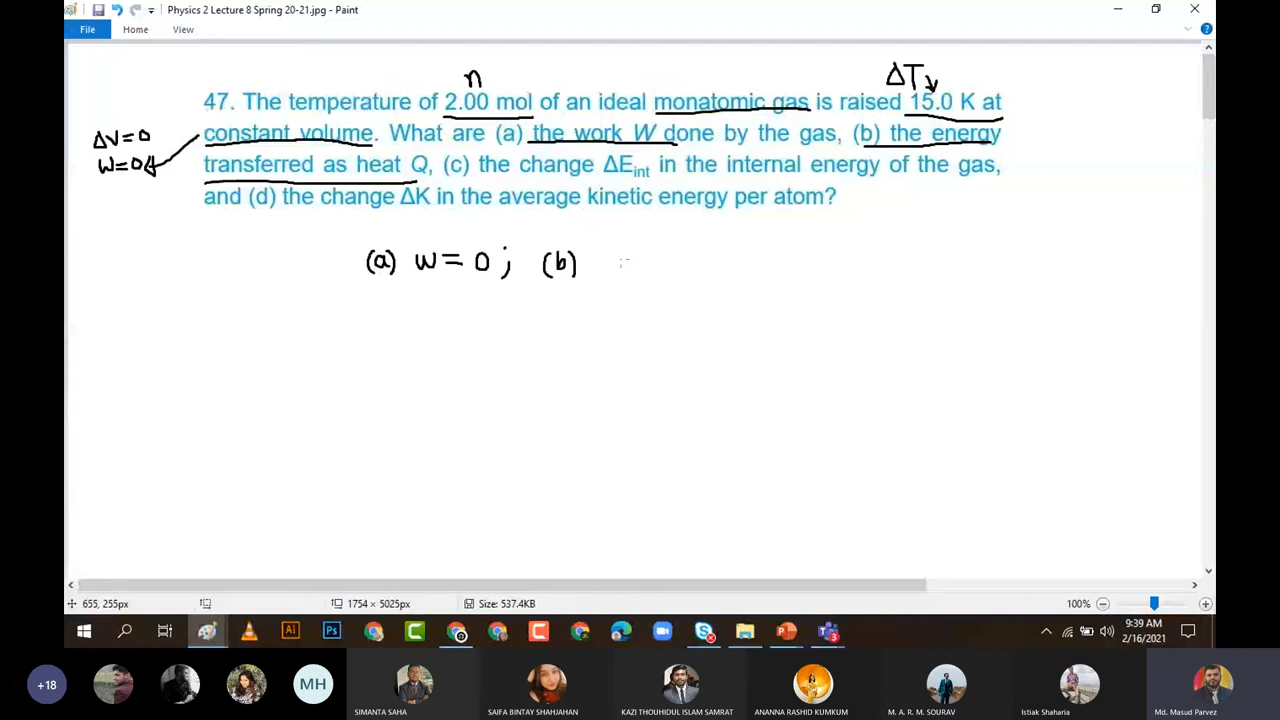 Physics 2 Lecture 8 Spring 20-21.jpg - Paint
File Home View
n
ΔT
47. The temperature of 2.00 mol of an ideal monatomic gas is raised 15.0 K at
constant volume. What are (a) the work W done by the gas, (b) the energy
transferred as heat Q, (c) the change ΔEint in the internal energy of the gas,
and (d) the change ΔK in the average kinetic energy per atom?
ΔV=0
W=0
(a) W = 0 ; (b)
655, 255px 1754 × 5025px Size: 537.4KB 100%
Ai Ps 9:39 AM
2/16/2021
+18 MH
SIMANTA SAHA SAIFA BINTAY SHAHJAHAN KAZI THOUHIDUL ISLAM SAMRAT ANANNA RASHID KUMKUM M. A. R. M. SOURAV Istiak Shaharia Md. Masud Parvez